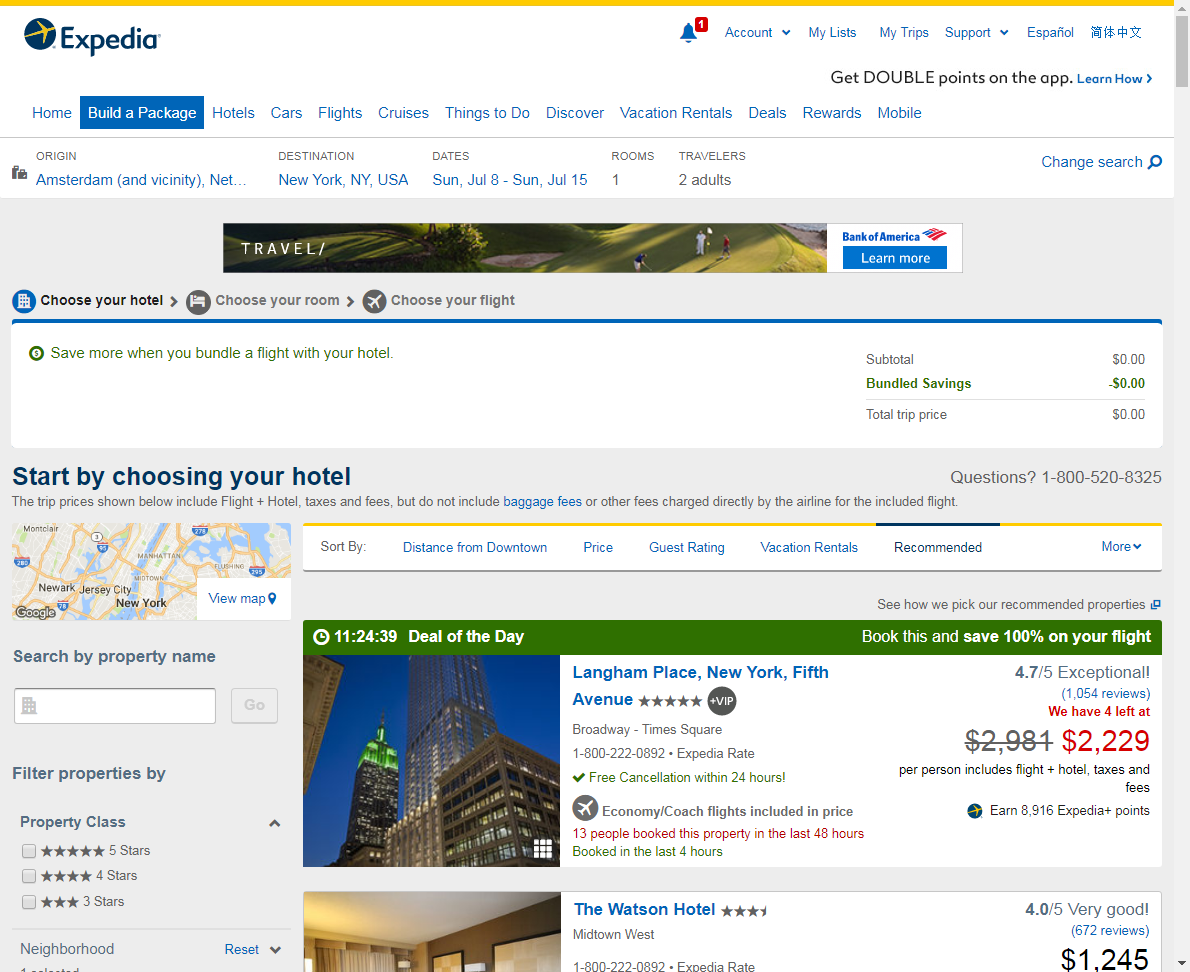 Expedia
1
Account
My Lists
My Trips
Support
Español
简体中文
Get DOUBLE points on the app. Learn How
Home
Build a Package
Hotels
Cars
Flights
Cruises
Things to Do
Discover
Vacation Rentals
Deals
Rewards
Mobile
ORIGIN
Amsterdam (and vicinity), Net...
DESTINATION
New York, NY, USA
DATES
Sun, Jul 8 - Sun, Jul 15
ROOMS
1
TRAVELERS
2 adults
Change search
TRAVEL/
Bank of America
Learn more
Choose your hotel
Choose your room
Choose your flight
Save more when you bundle a flight with your hotel.
Subtotal $0.00
Bundled Savings -$0.00
Total trip price $0.00
Start by choosing your hotel
Questions? 1-800-520-8325
The trip prices shown below include Flight + Hotel, taxes and fees, but do not include baggage fees or other fees charged directly by the airline for the included flight.
Montclair
3
278
95
MANHATTAN
280
FLUSHING
MIDTOWN
495
Newark
Jersey City
New York
78
Google
View map
Sort By:
Distance from Downtown
Price
Guest Rating
Vacation Rentals
Recommended
More
See how we pick our recommended properties
Search by property name
Go
Filter properties by
Property Class
5 Stars
4 Stars
3 Stars
Neighborhood
Reset
11:24:39 Deal of the Day
Book this and save 100% on your flight
Langham Place, New York, Fifth
Avenue
+VIP
Broadway - Times Square
1-800-222-0892 • Expedia Rate
Free Cancellation within 24 hours!
Economy/Coach flights included in price
13 people booked this property in the last 48 hours
Booked in the last 4 hours
4.7/5 Exceptional!
(1,054 reviews)
We have 4 left at
$2,981 $2,229
per person includes flight + hotel, taxes and
fees
Earn 8,916 Expedia+ points
The Watson Hotel
Midtown West
1-800-222-0892 • Expedia Rate
4.0/5 Very good!
(672 reviews)
$1,245